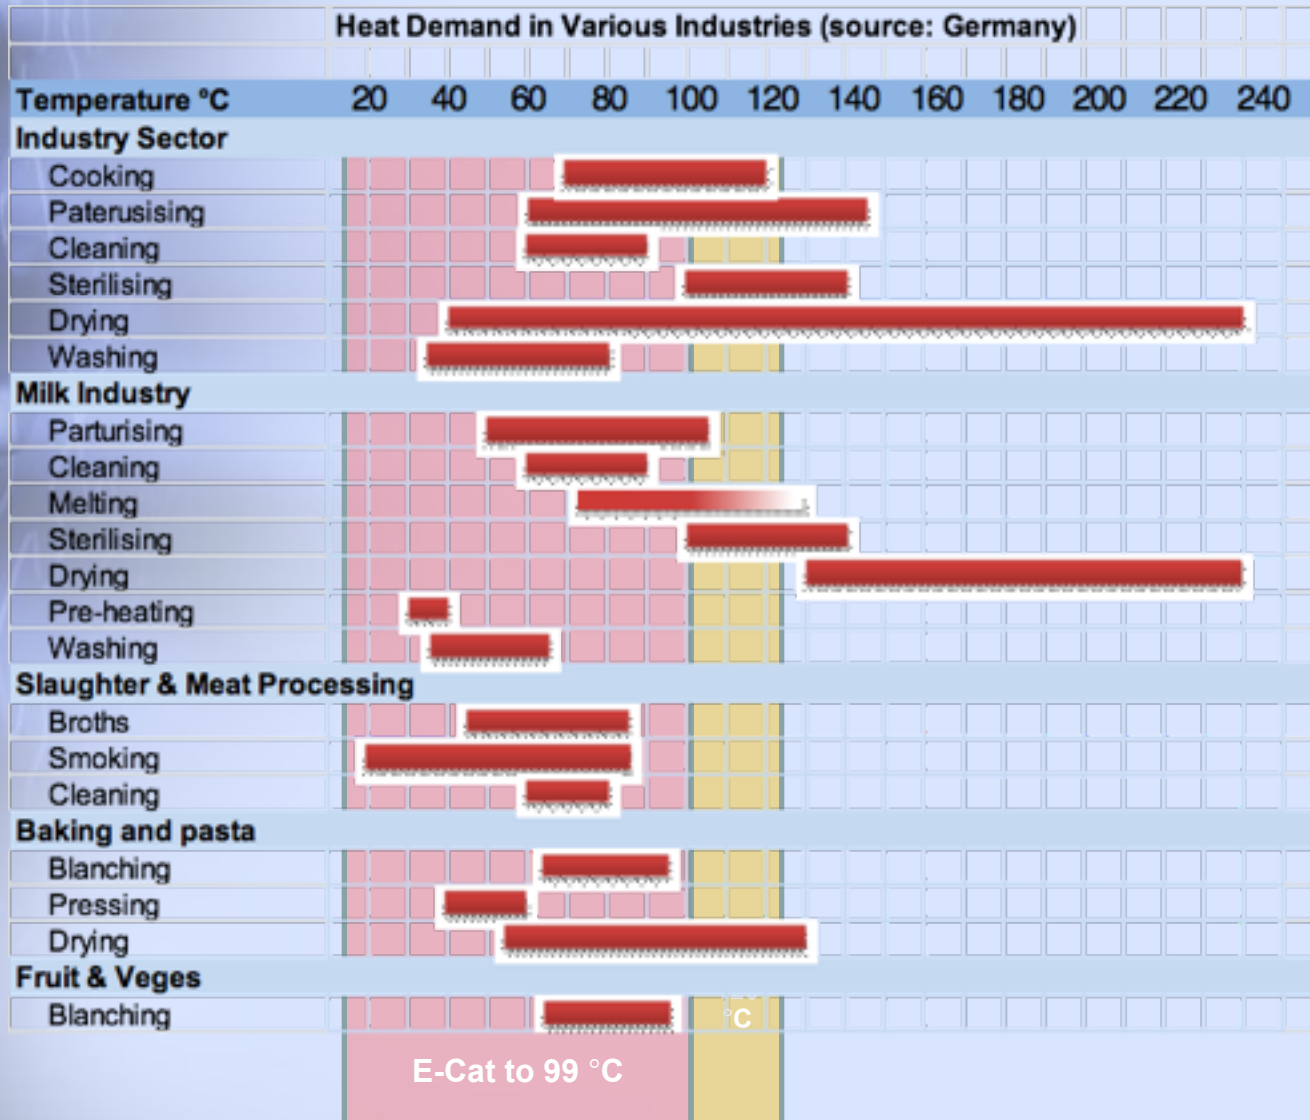 Heat Demand in Various Industries (source: Germany)
Temperature °C 20 40 60 80 100 120 140 160 180 200 220 240
Industry Sector
Cooking
Paterusising
Cleaning
Sterilising
Drying
Washing
Milk Industry
Parturising
Cleaning
Melting
Sterilising
Drying
Pre-heating
Washing
Slaughter & Meat Processing
Broths
Smoking
Cleaning
Baking and pasta
Blanching
Pressing
Drying
Fruit & Veges
Blanching
°C
E-Cat to 99 °C